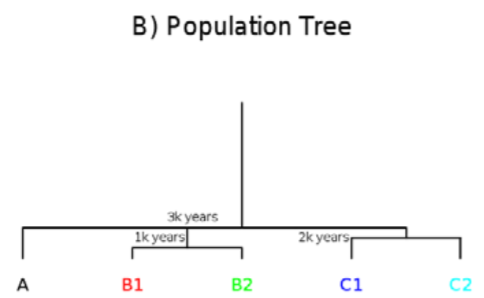 B) Population Tree
3k years
1k years
2k years
A B1 B2 C1 C2